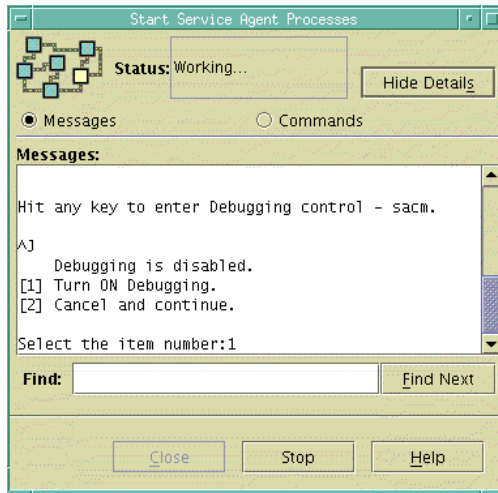 Start Service Agent Processes
Status: Working...
Hide Details
Messages
Commands
Messages:
Hit any key to enter Debugging control - sacm.
^J
Debugging is disabled.
[1] Turn ON Debugging.
[2] Cancel and continue.
Select the item number:1
Find:
Find Next
Close
Stop
Help